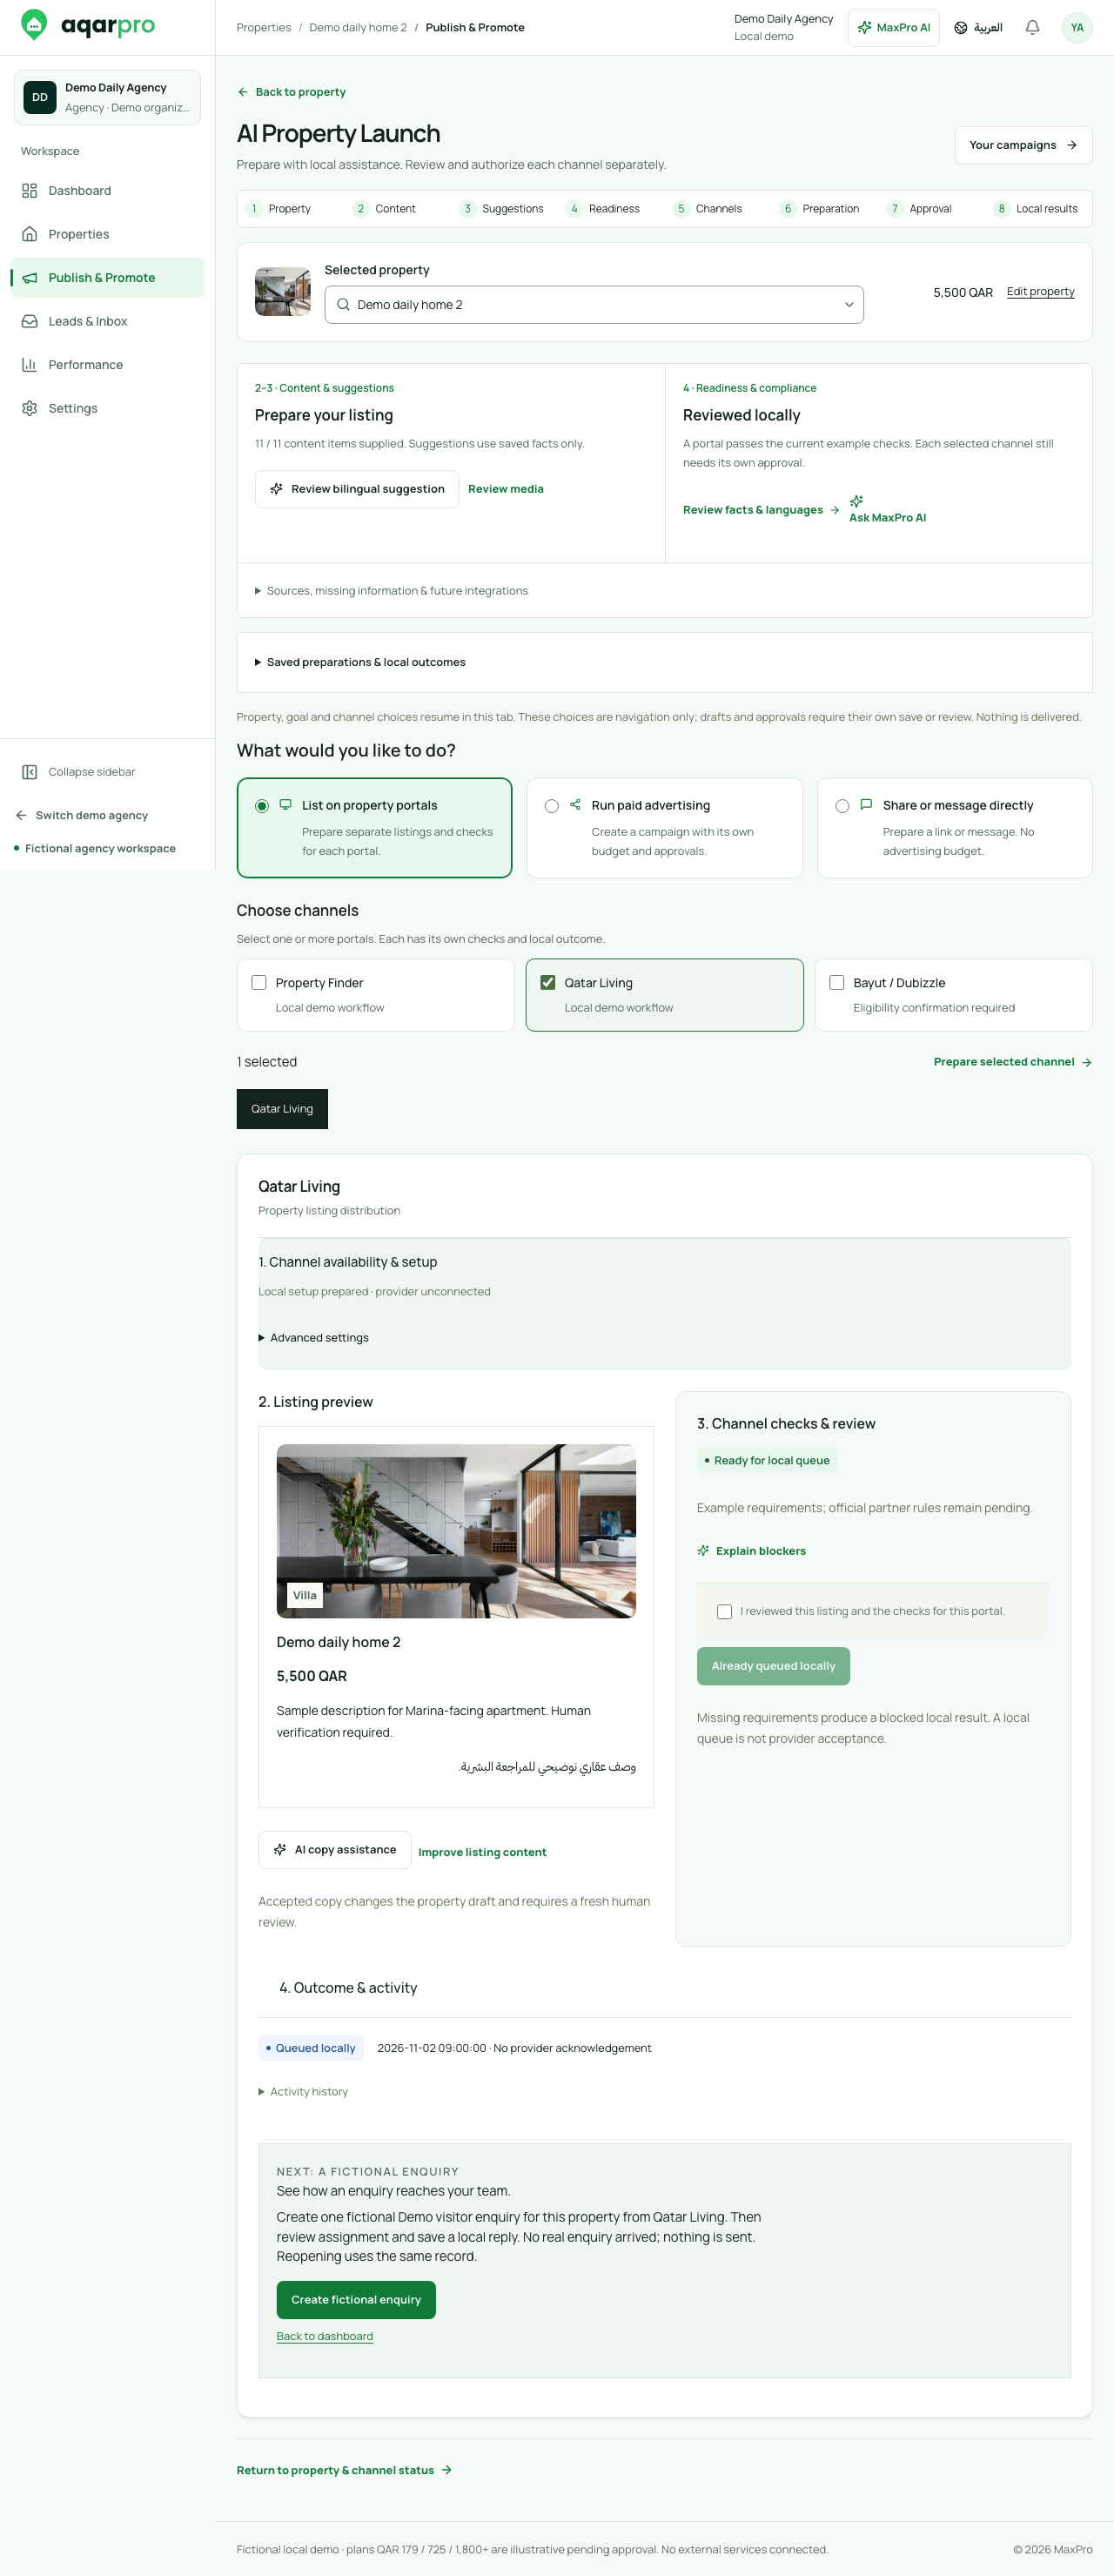 aqarpro
Properties / Demo daily home 2 / Publish & Promote
Demo Daily Agency
Local demo
MaxPro AI
العربية
YA
DD
Demo Daily Agency
Agency · Demo organiz...
Workspace
Dashboard
Properties
Publish & Promote
Leads & Inbox
Performance
Settings
Collapse sidebar
Switch demo agency
Fictional agency workspace
Back to property
AI Property Launch
Prepare with local assistance. Review and authorize each channel separately.
Your campaigns
1 Property
2 Content
3 Suggestions
4 Readiness
5 Channels
6 Preparation
7 Approval
8 Local results
Selected property
Demo daily home 2
5,500 QAR
Edit property
2–3 · Content & suggestions
Prepare your listing
11 / 11 content items supplied. Suggestions use saved facts only.
Review bilingual suggestion
Review media
4 · Readiness & compliance
Reviewed locally
A portal passes the current example checks. Each selected channel still
needs its own approval.
Review facts & languages
Ask MaxPro AI
Sources, missing information & future integrations
Saved preparations & local outcomes
Property, goal and channel choices resume in this tab. These choices are navigation only; drafts and approvals require their own save or review. Nothing is delivered.
What would you like to do?
List on property portals
Prepare separate listings and checks
for each portal.
Run paid advertising
Create a campaign with its own
budget and approvals.
Share or message directly
Prepare a link or message. No
advertising budget.
Choose channels
Select one or more portals. Each has its own checks and local outcome.
Property Finder
Local demo workflow
Qatar Living
Local demo workflow
Bayut / Dubizzle
Eligibility confirmation required
1 selected
Prepare selected channel
Qatar Living
Qatar Living
Property listing distribution
1. Channel availability & setup
Local setup prepared · provider unconnected
Advanced settings
2. Listing preview
Villa
Demo daily home 2
5,500 QAR
Sample description for Marina-facing apartment. Human
verification required.
وصف عقاري توضيحي للمراجعة البشرية.
AI copy assistance
Improve listing content
Accepted copy changes the property draft and requires a fresh human
review.
3. Channel checks & review
Ready for local queue
Example requirements; official partner rules remain pending.
Explain blockers
I reviewed this listing and the checks for this portal.
Already queued locally
Missing requirements produce a blocked local result. A local
queue is not provider acceptance.
4. Outcome & activity
Queued locally
2026-11-02 09:00:00 · No provider acknowledgement
Activity history
NEXT: A FICTIONAL ENQUIRY
See how an enquiry reaches your team.
Create one fictional Demo visitor enquiry for this property from Qatar Living. Then
review assignment and save a local reply. No real enquiry arrived; nothing is sent.
Reopening uses the same record.
Create fictional enquiry
Back to dashboard
Return to property & channel status
Fictional local demo · plans QAR 179 / 725 / 1,800+ are illustrative pending approval. No external services connected.
© 2026 MaxPro